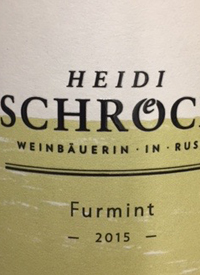 HEIDI
SCHRÖC
WEINBÄUERIN · IN · RUS
Furmint
— 2015 —